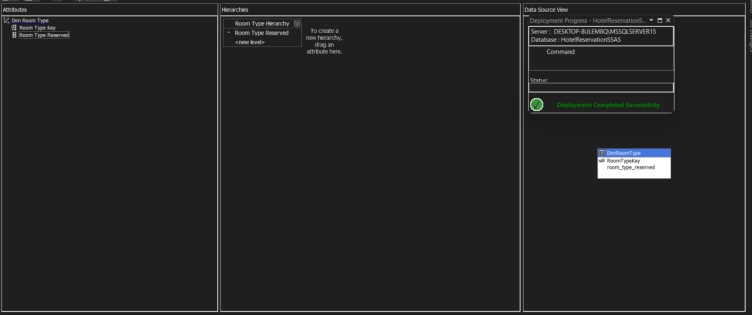 Attributes
Dim Room Type
Room Type Key
Room Type Reserved
Hierarchies
Room Type Hierarchy
Room Type Reserved
<new level>
To create a
new hierarchy,
drag an
attribute here.
Data Source View
Deployment Progress - HotelReservationS...
Server : DESKTOP-8ULEM8Q\MSSQLSERVER15
Database : HotelReservationSSAS
Command
Status:
Deployment Completed Successfully
DimRoomType
RoomTypeKey
room_type_reserved